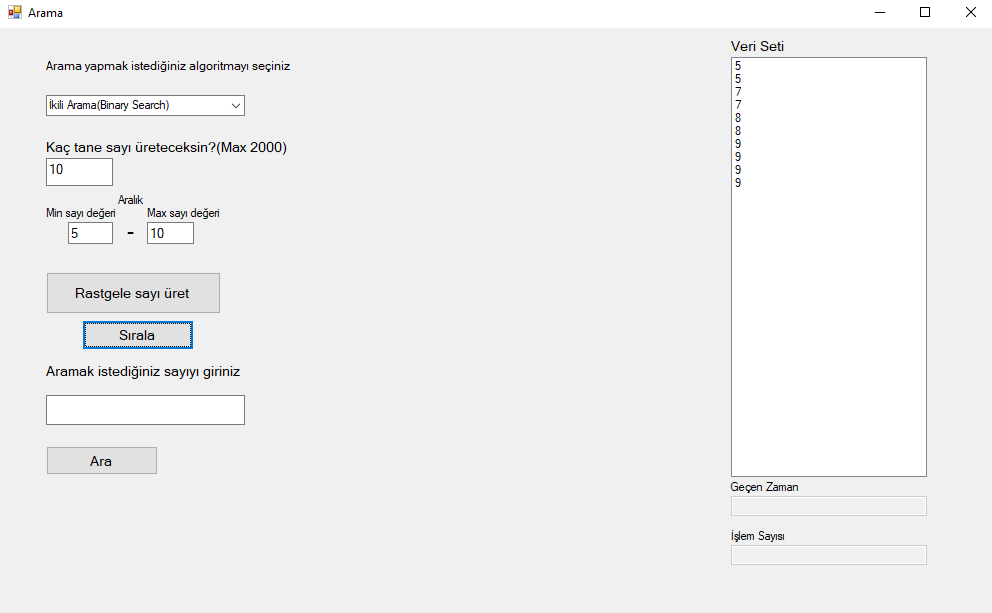 Arama
Arama yapmak istediğiniz algoritmayı seçiniz
İkili Arama(Binary Search)
Kaç tane sayı üreteceksin?(Max 2000)
10
Aralık
Min sayı değeri Max sayı değeri
5 - 10
Rastgele sayı üret
Sırala
Aramak istediğiniz sayıyı giriniz
Ara
Veri Seti
5
5
7
7
8
8
9
9
9
9
Geçen Zaman
İşlem Sayısı